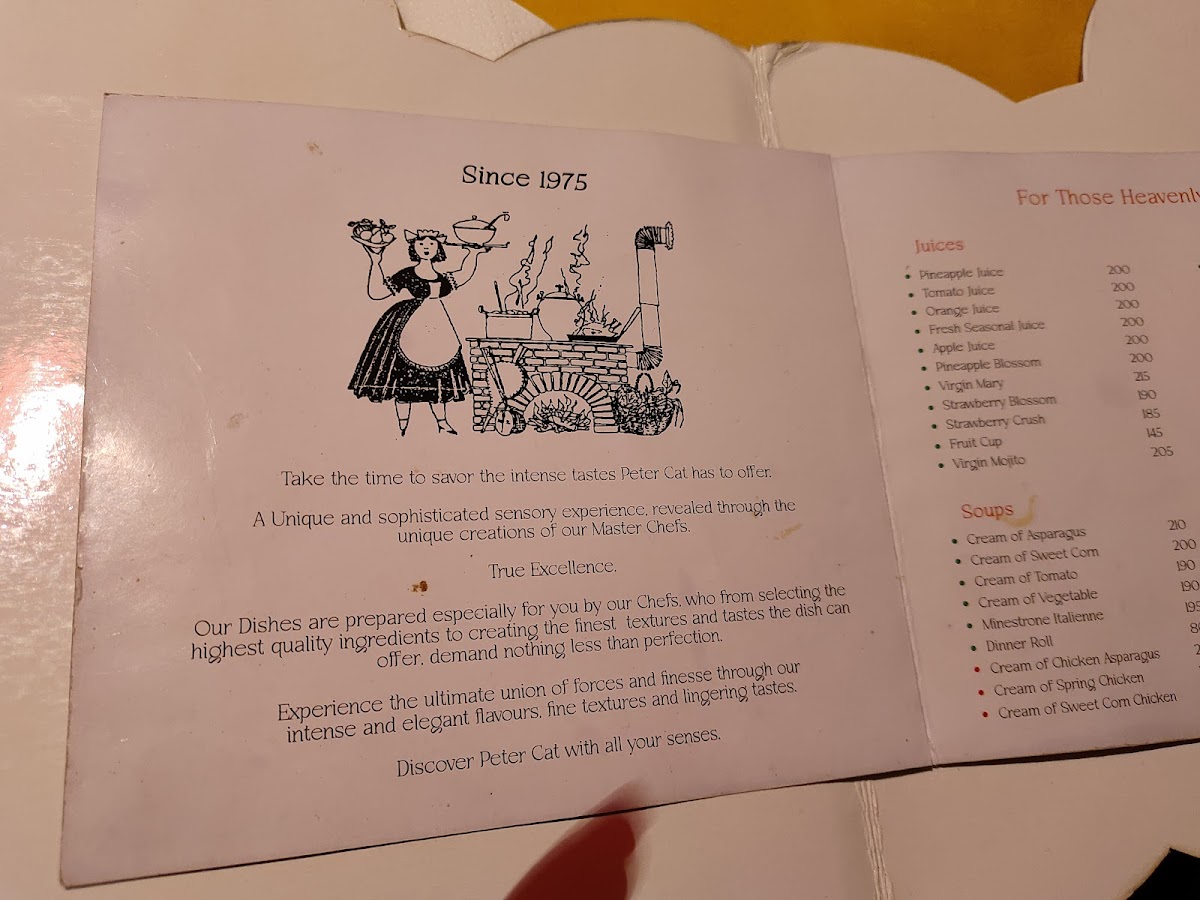 Since 1975
Take the time to savor the intense tastes Peter Cat has to offer.
A Unique and sophisticated sensory experience, revealed through the
unique creations of our Master Chefs.
True Excellence.
Our Dishes are prepared especially for you by our Chefs, who from selecting the
highest quality ingredients to creating the finest textures and tastes the dish can
offer, demand nothing less than perfection.
Experience the ultimate union of forces and finesse through our
intense and elegant flavours, fine textures and lingering tastes.
Discover Peter Cat with all your senses.
For Those Heavenly
Juices
Pineapple Juice 200
Tomato Juice 200
Orange Juice 200
Fresh Seasonal Juice 200
Apple Juice 200
Pineapple Blossom 200
Virgin Mary 215
Strawberry Blossom 190
Strawberry Crush 185
Fruit Cup 145
Virgin Mojito 205
Soups
Cream of Asparagus 210
Cream of Sweet Corn 200
Cream of Tomato 190
Cream of Vegetable 190
Minestrone Italienne
Dinner Roll
Cream of Chicken Asparagus
Cream of Spring Chicken
Cream of Sweet Corn Chicken